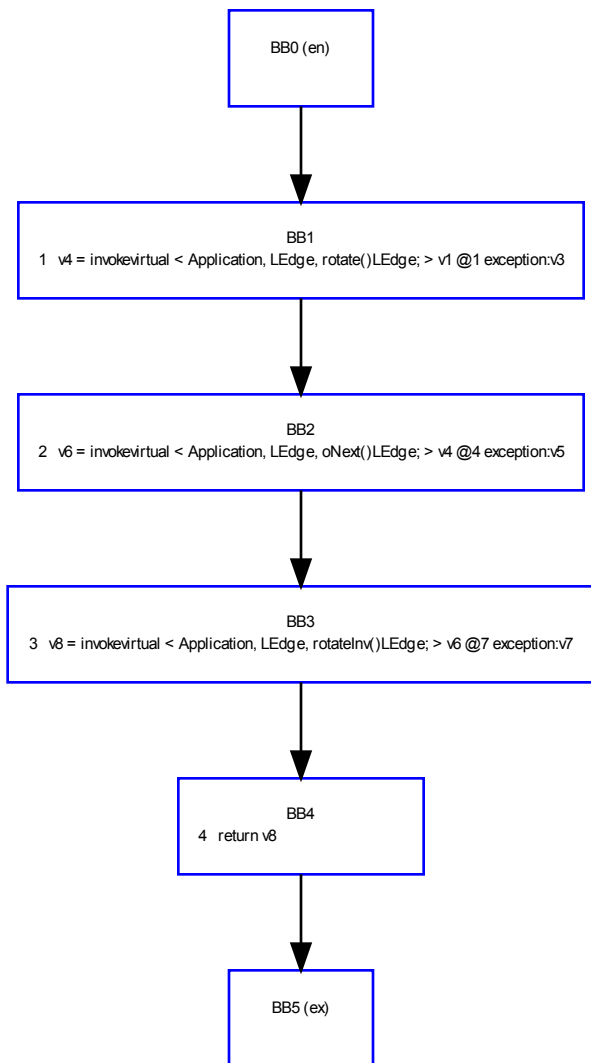 BB0 (en)
BB1
1 v4 = invokevirtual < Application, LEdge, rotate()LEdge; > v1 @1 exception:v3
BB2
2 v6 = invokevirtual < Application, LEdge, oNext()LEdge; > v4 @4 exception:v5
BB3
3 v8 = invokevirtual < Application, LEdge, rotateInv()LEdge; > v6 @7 exception:v7
BB4
4 return v8
BB5 (ex)